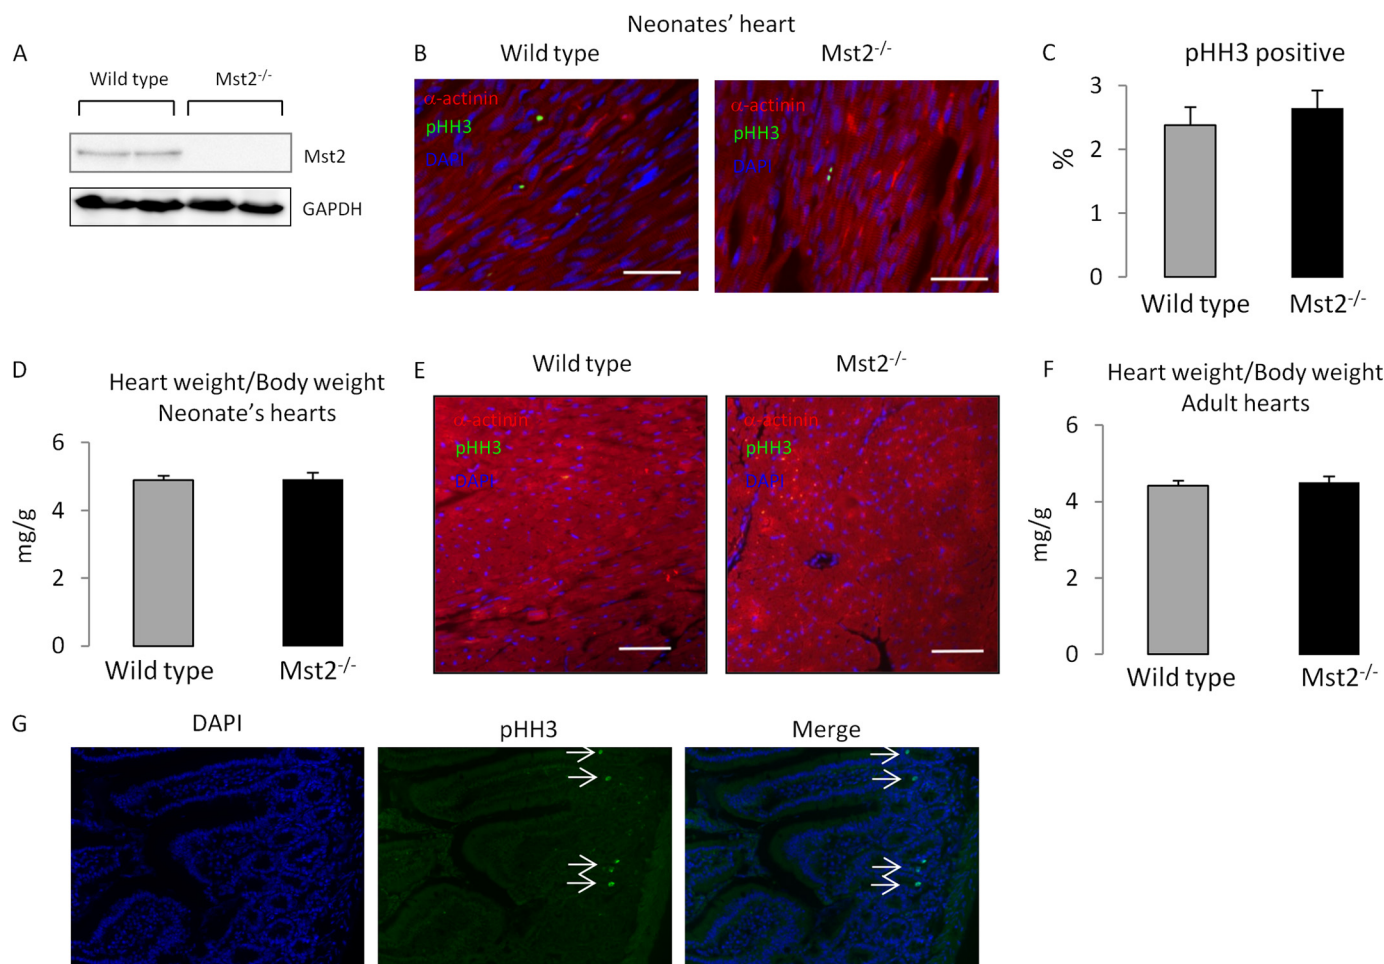 Neonates' heart
A
Wild type
Mst2-/-
Mst2
GAPDH
B
Wild type
Mst2-/-
α-actinin
pHH3
DAPI
α-actinin
pHH3
DAPI
C
pHH3 positive
3
2
1
0
%
Wild type
Mst2-/-
D
Heart weight/Body weight
Neonate's hearts
6
4
2
0
mg/g
Wild type
Mst2-/-
E
Wild type
Mst2-/-
α-actinin
pHH3
DAPI
α-actinin
pHH3
DAPI
F
Heart weight/Body weight
Adult hearts
6
4
2
0
mg/g
Wild type
Mst2-/-
G
DAPI
pHH3
Merge